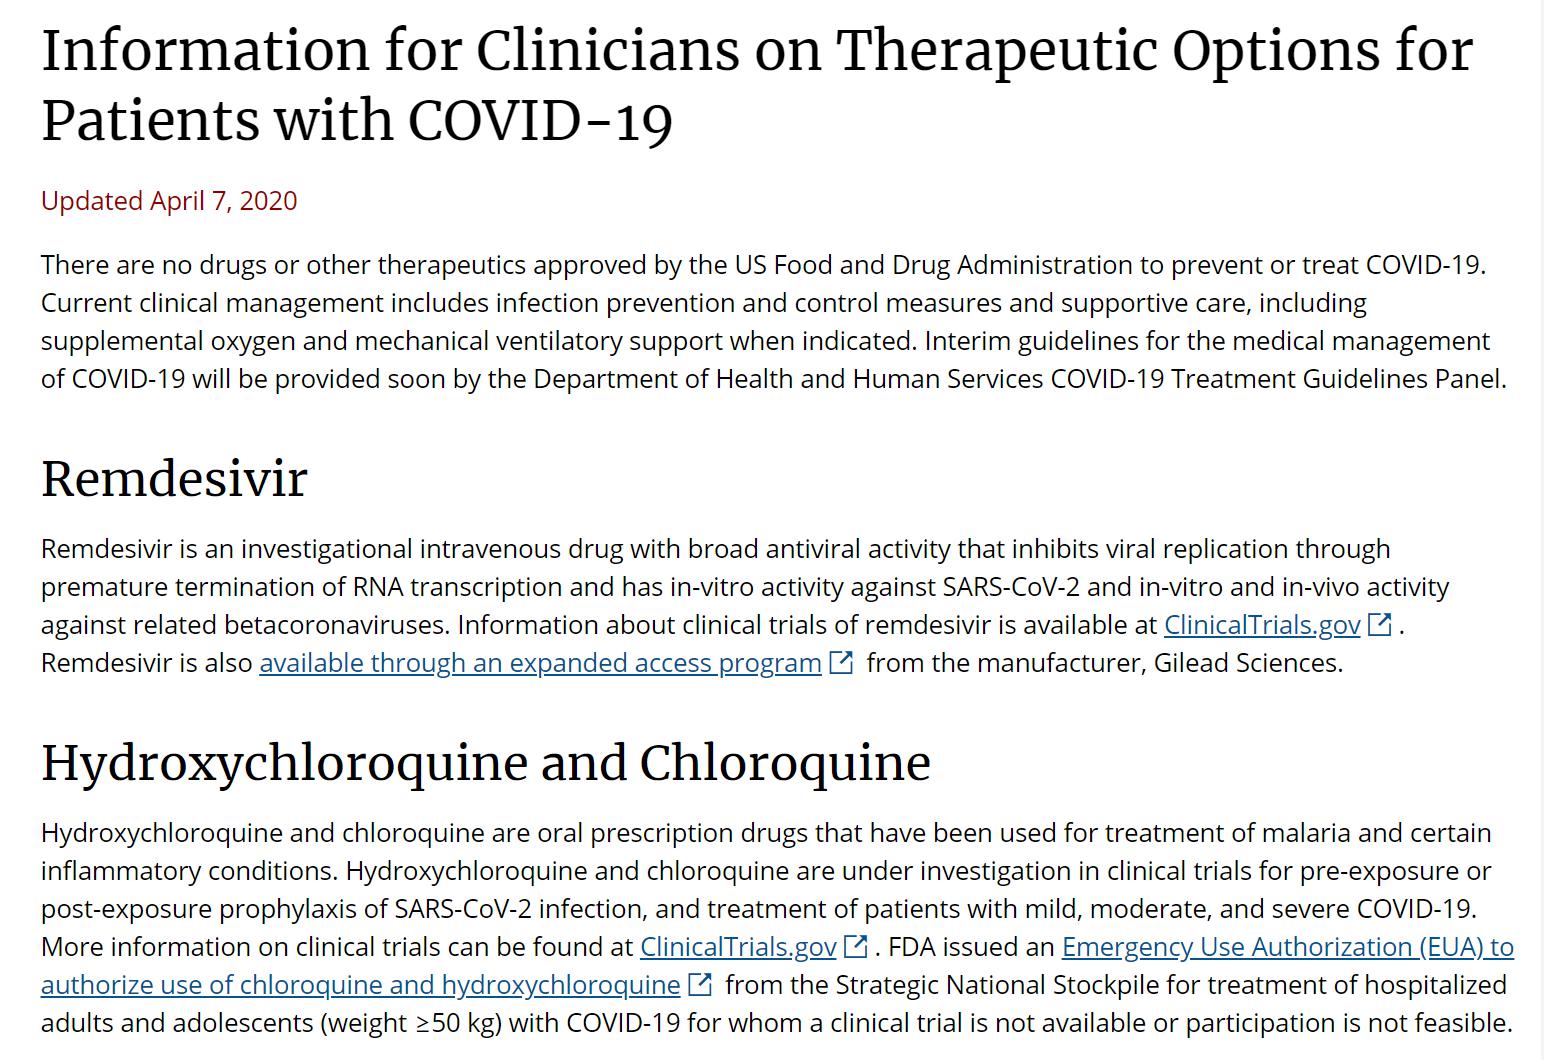 Information for Clinicians on Therapeutic Options for
Patients with COVID-19
Updated April 7, 2020
There are no drugs or other therapeutics approved by the US Food and Drug Administration to prevent or treat COVID-19.
Current clinical management includes infection prevention and control measures and supportive care, including
supplemental oxygen and mechanical ventilatory support when indicated. Interim guidelines for the medical management
of COVID-19 will be provided soon by the Department of Health and Human Services COVID-19 Treatment Guidelines Panel.
Remdesivir
Remdesivir is an investigational intravenous drug with broad antiviral activity that inhibits viral replication through
premature termination of RNA transcription and has in-vitro activity against SARS-CoV-2 and in-vitro and in-vivo activity
against related betacoronaviruses. Information about clinical trials of remdesivir is available at ClinicalTrials.gov .
Remdesivir is also available through an expanded access program from the manufacturer, Gilead Sciences.
Hydroxychloroquine and Chloroquine
Hydroxychloroquine and chloroquine are oral prescription drugs that have been used for treatment of malaria and certain
inflammatory conditions. Hydroxychloroquine and chloroquine are under investigation in clinical trials for pre-exposure or
post-exposure prophylaxis of SARS-CoV-2 infection, and treatment of patients with mild, moderate, and severe COVID-19.
More information on clinical trials can be found at ClinicalTrials.gov . FDA issued an Emergency Use Authorization (EUA) to
authorize use of chloroquine and hydroxychloroquine from the Strategic National Stockpile for treatment of hospitalized
adults and adolescents (weight ≥50 kg) with COVID-19 for whom a clinical trial is not available or participation is not feasible.